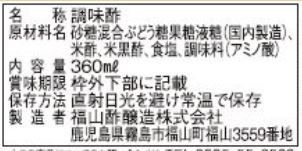 名　　称 調味酢
原材料名 砂糖混合ぶどう糖果糖液糖(国内製造)、
米酢、米黒酢、食塩、調味料(アミノ酸)
内 容 量 360mℓ
賞味期限 枠外下部に記載
保存方法 直射日光を避け常温で保存
製 造 者 福山酢醸造株式会社
鹿児島県霧島市福山町福山3559番地